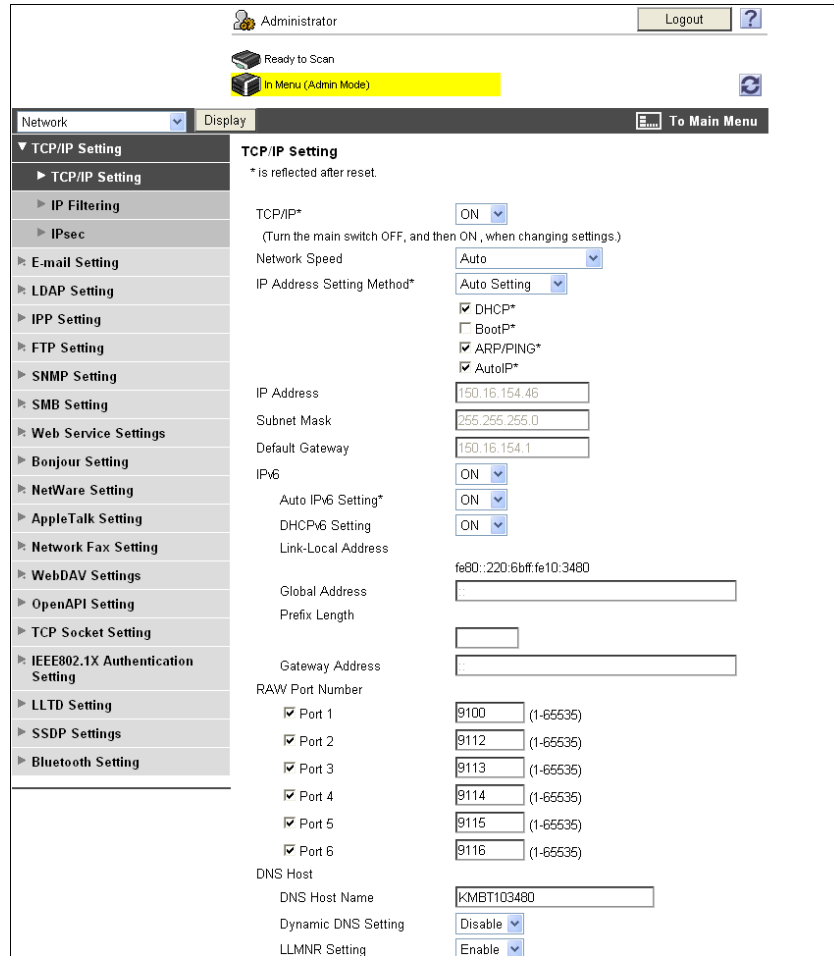 Administrator
Logout
?
Ready to Scan
In Menu (Admin Mode)
Network
Display
To Main Menu
TCP/IP Setting
TCP/IP Setting
IP Filtering
IPsec
E-mail Setting
LDAP Setting
IPP Setting
FTP Setting
SNMP Setting
SMB Setting
Web Service Settings
Bonjour Setting
NetWare Setting
AppleTalk Setting
Network Fax Setting
WebDAV Settings
OpenAPI Setting
TCP Socket Setting
IEEE802.1X Authentication
Setting
LLTD Setting
SSDP Settings
Bluetooth Setting
TCP/IP Setting
* is reflected after reset.
TCP/IP* ON
(Turn the main switch OFF, and then ON , when changing settings.)
Network Speed Auto
IP Address Setting Method* Auto Setting
DHCP*
BootP*
ARP/PING*
AutoIP*
IP Address 150.16.154.46
Subnet Mask 255.255.255.0
Default Gateway 150.16.154.1
IPv6 ON
Auto IPv6 Setting* ON
DHCPv6 Setting ON
Link-Local Address
fe80::220:6bff:fe10:3480
Global Address ::
Prefix Length
Gateway Address ::
RAW Port Number
Port 1 9100 (1-65535)
Port 2 9112 (1-65535)
Port 3 9113 (1-65535)
Port 4 9114 (1-65535)
Port 5 9115 (1-65535)
Port 6 9116 (1-65535)
DNS Host
DNS Host Name KMBT103480
Dynamic DNS Setting Disable
LLMNR Setting Enable